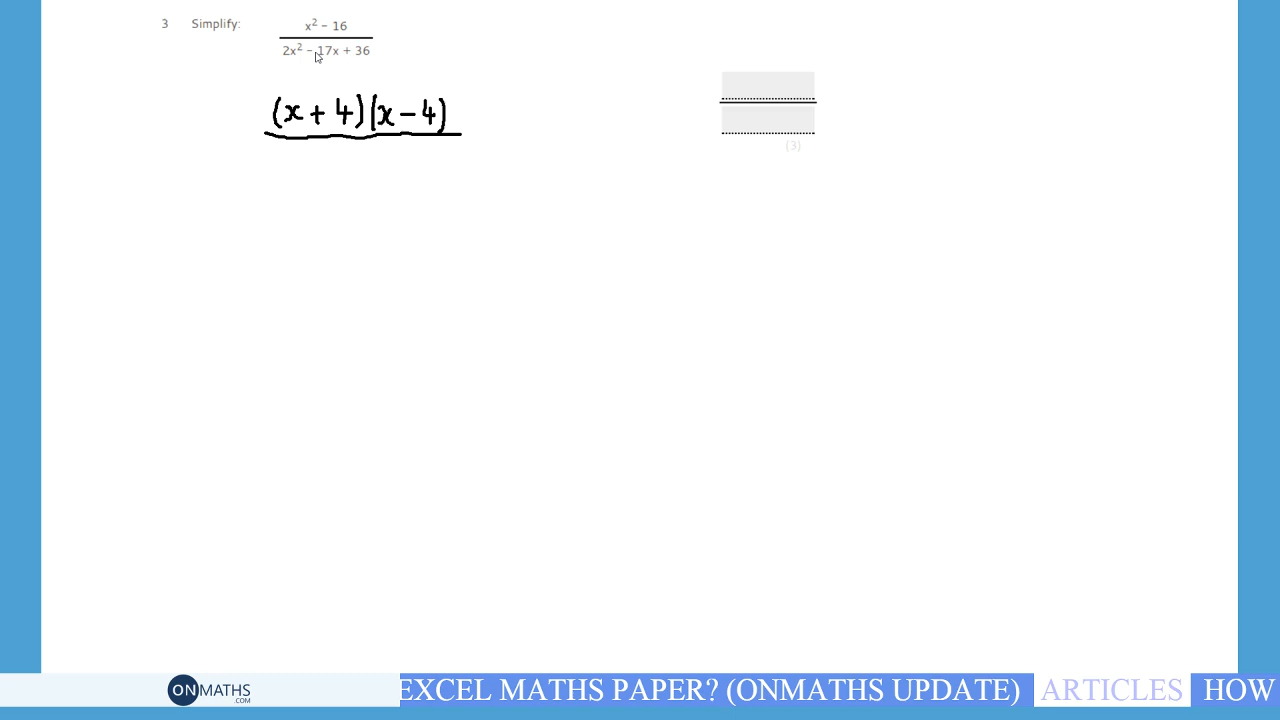 3 Simplify: x² – 16
2x² – 17x + 36
(x + 4)(x – 4)
(3)
ONMATHS
.COM
EXCEL MATHS PAPER? (ONMATHS UPDATE) ARTICLES HOW